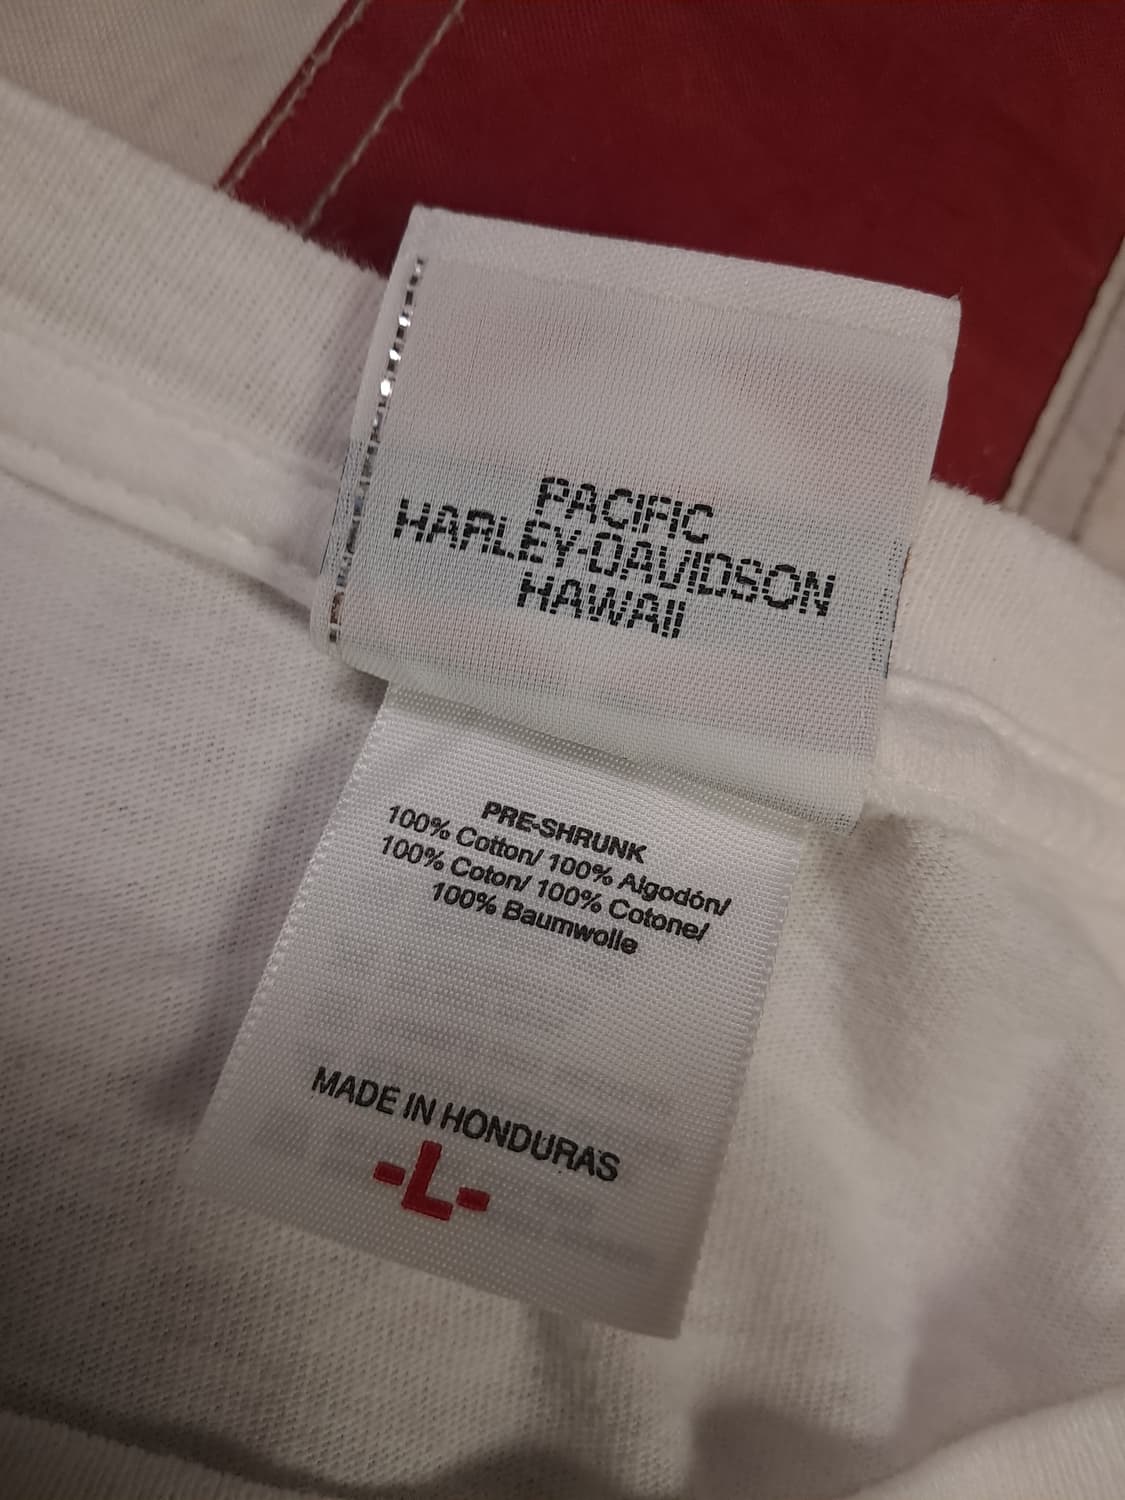 PACIFIC
HARLEY-DAVIDSON
HAWAII
PRE-SHRUNK
100% Cotton/ 100% Algodón/
100% Coton/ 100% Cotone/
100% Baumwolle
MADE IN HONDURAS
-L-